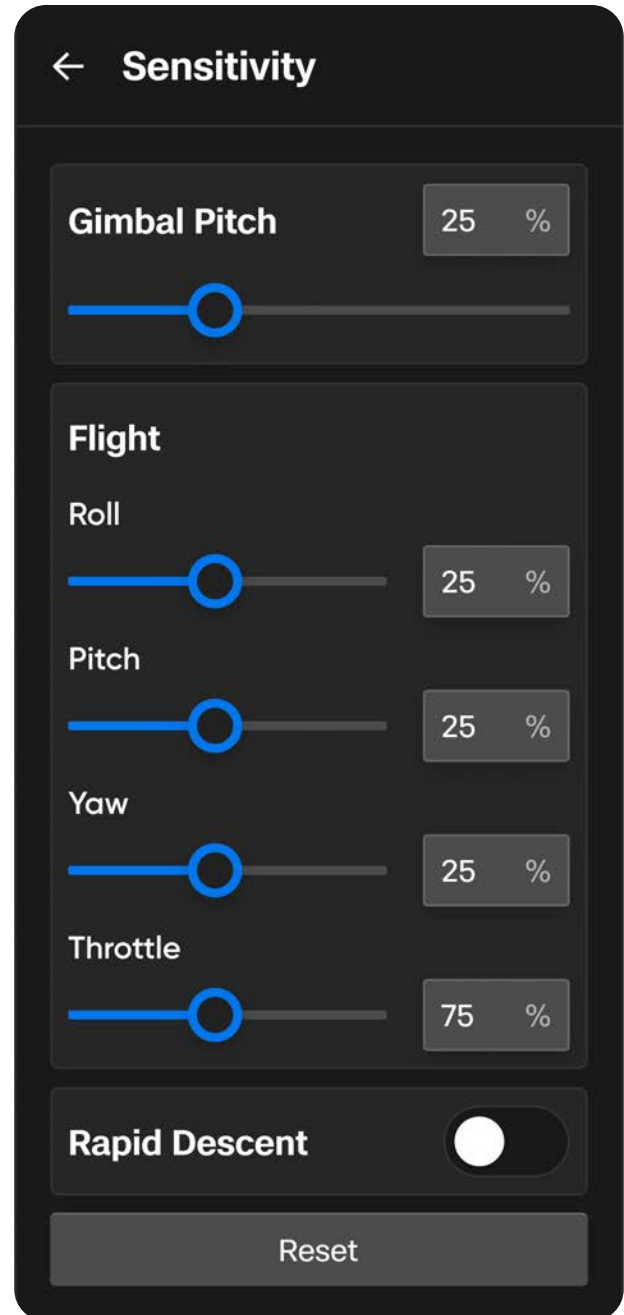 Sensitivity
Gimbal Pitch 25 %
Flight
Roll
25 %
Pitch
25 %
Yaw
25 %
Throttle
75 %
Rapid Descent
Reset